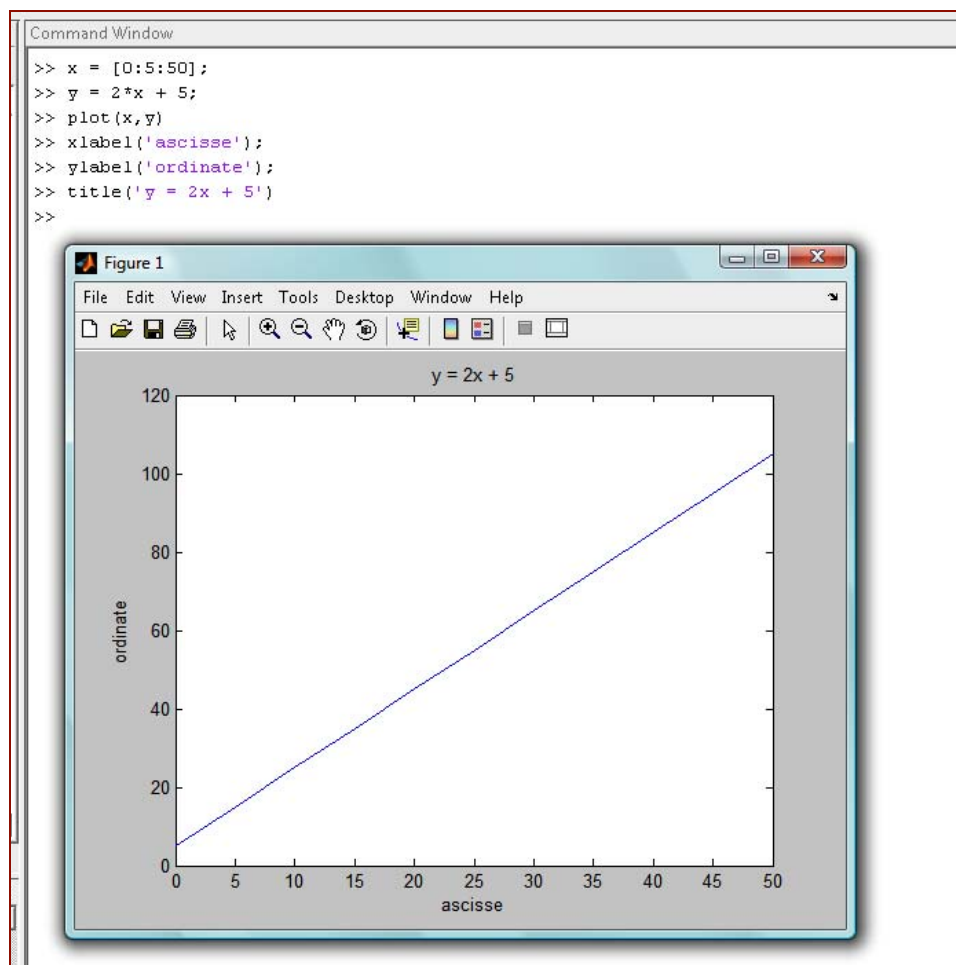 Command Window
>> x = [0:5:50];
>> y = 2*x + 5;
>> plot(x,y)
>> xlabel('ascisse');
>> ylabel('ordinate');
>> title('y = 2x + 5')
>>
Figure 1
File Edit View Insert Tools Desktop Window Help
y = 2x + 5
120
100
80
60
40
20
0
ordinate
0 5 10 15 20 25 30 35 40 45 50
ascisse